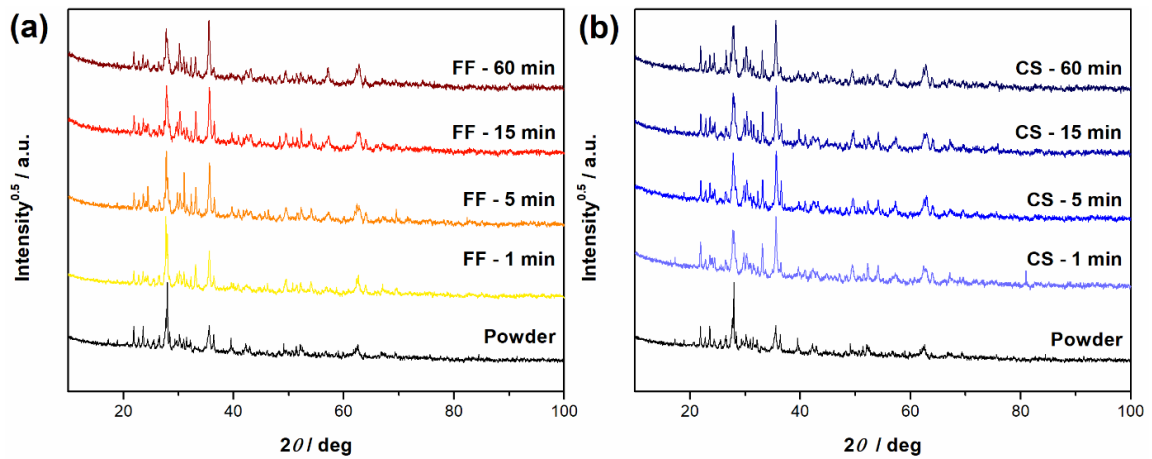 (a)
FF - 60 min
FF - 15 min
FF - 5 min
FF - 1 min
Powder
Intensity^0.5 / a.u.
20 40 60 80 100
2θ / deg
(b)
CS - 60 min
CS - 15 min
CS - 5 min
CS - 1 min
Powder
Intensity^0.5 / a.u.
20 40 60 80 100
2θ / deg